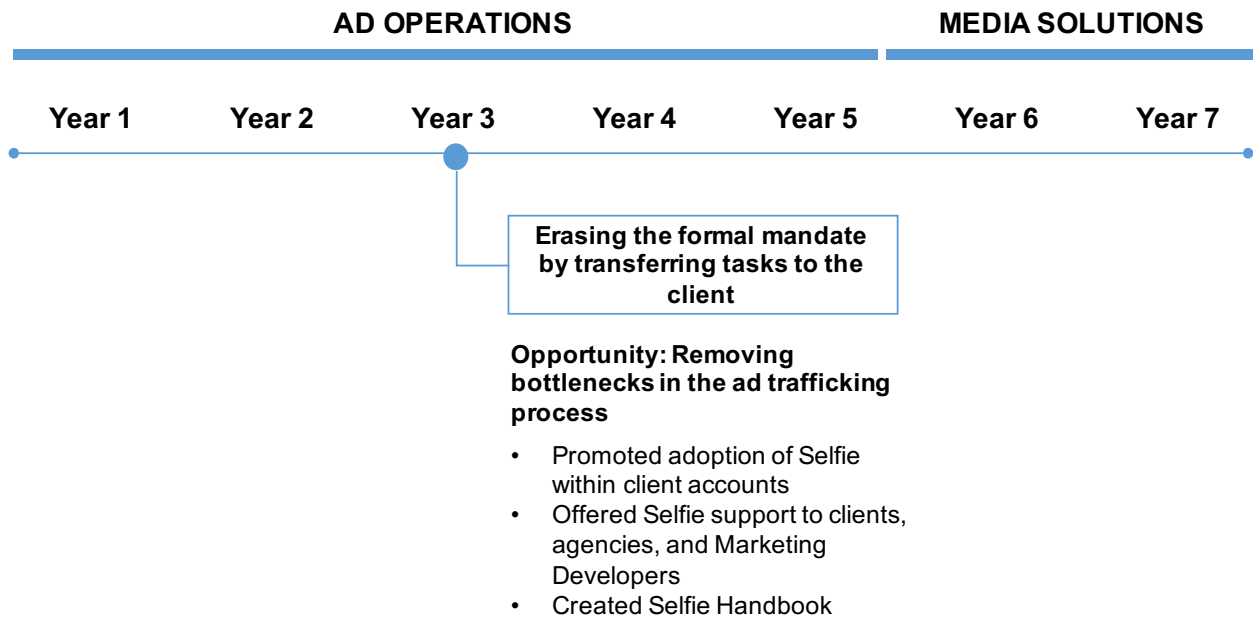 AD OPERATIONS MEDIA SOLUTIONS
Year 1 Year 2 Year 3 Year 4 Year 5 Year 6 Year 7
Erasing the formal mandate
by transferring tasks to the
client
Opportunity: Removing
bottlenecks in the ad trafficking
process
• Promoted adoption of Selfie
within client accounts
• Offered Selfie support to clients,
agencies, and Marketing
Developers
• Created Selfie Handbook